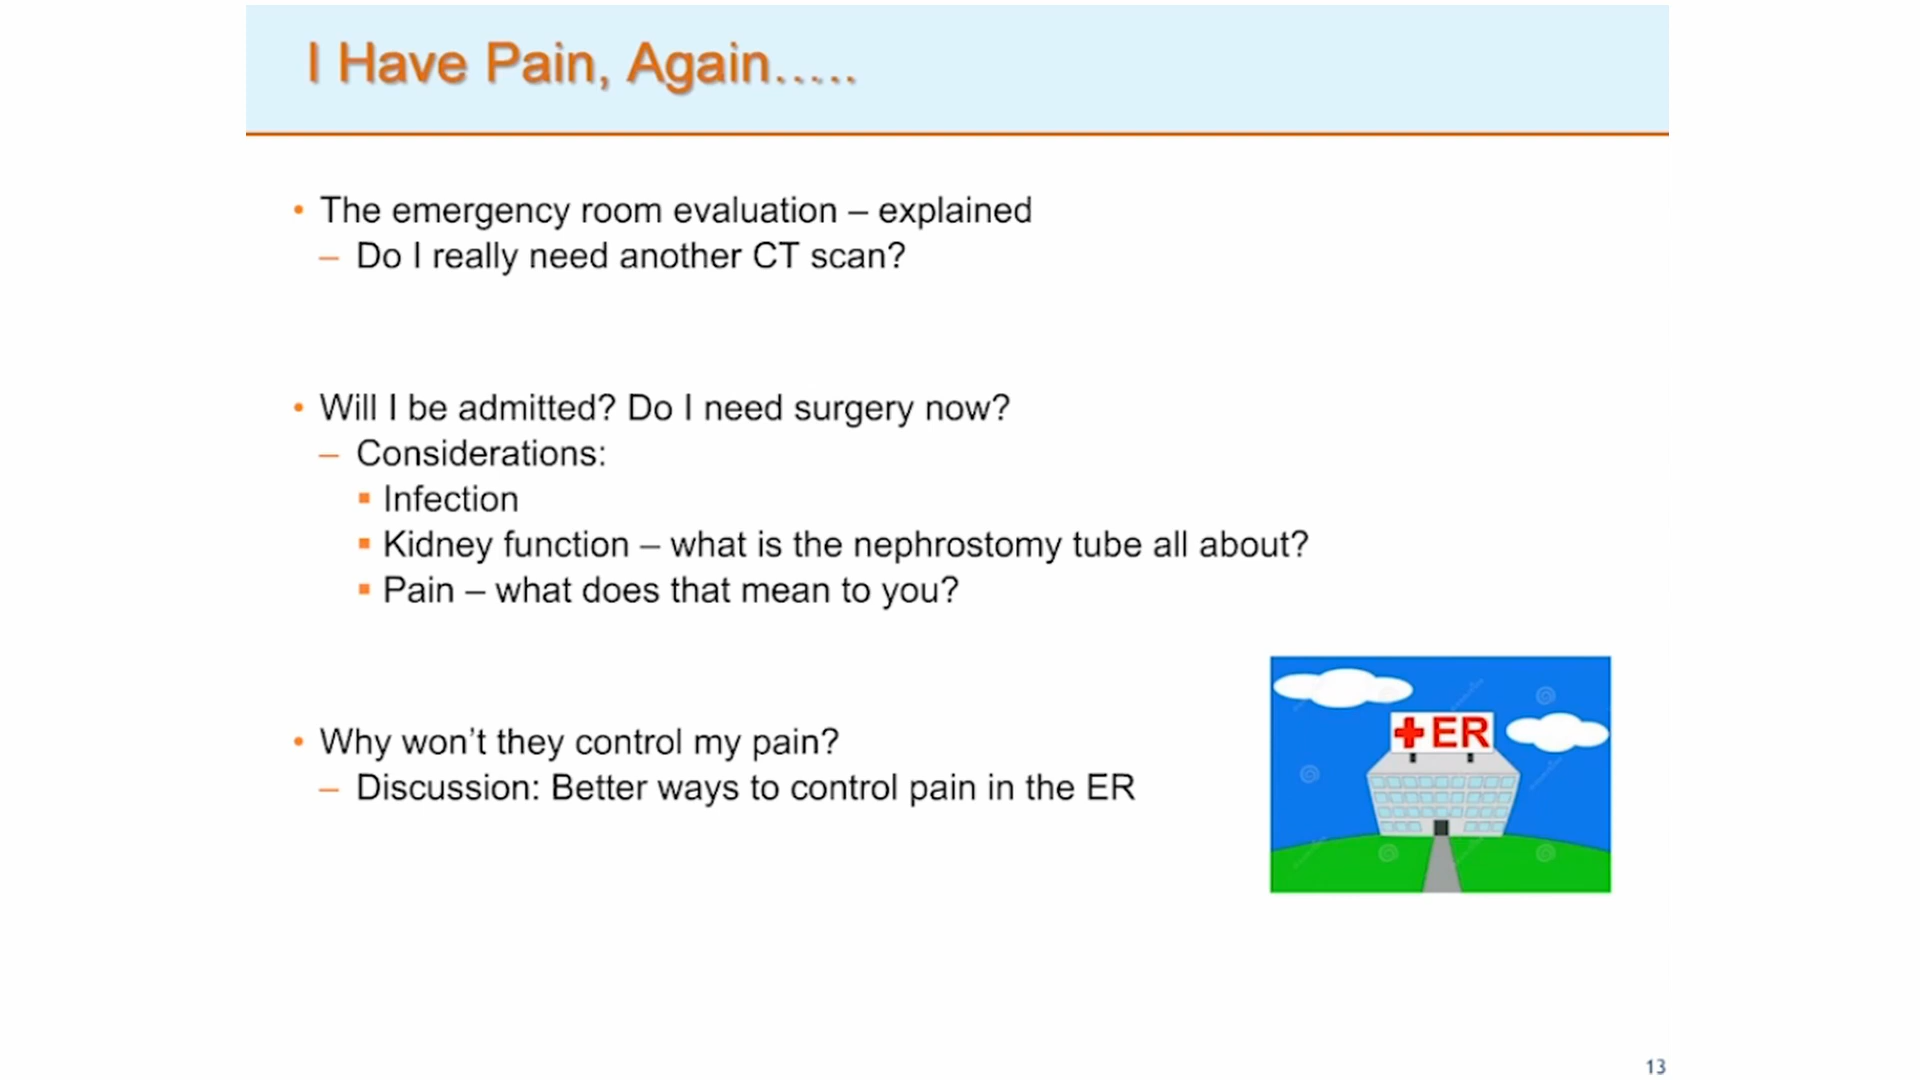 I Have Pain, Again.....
• The emergency room evaluation – explained
– Do I really need another CT scan?
• Will I be admitted? Do I need surgery now?
– Considerations:
▪ Infection
▪ Kidney function – what is the nephrostomy tube all about?
▪ Pain – what does that mean to you?
• Why won’t they control my pain?
– Discussion: Better ways to control pain in the ER
+ ER
13